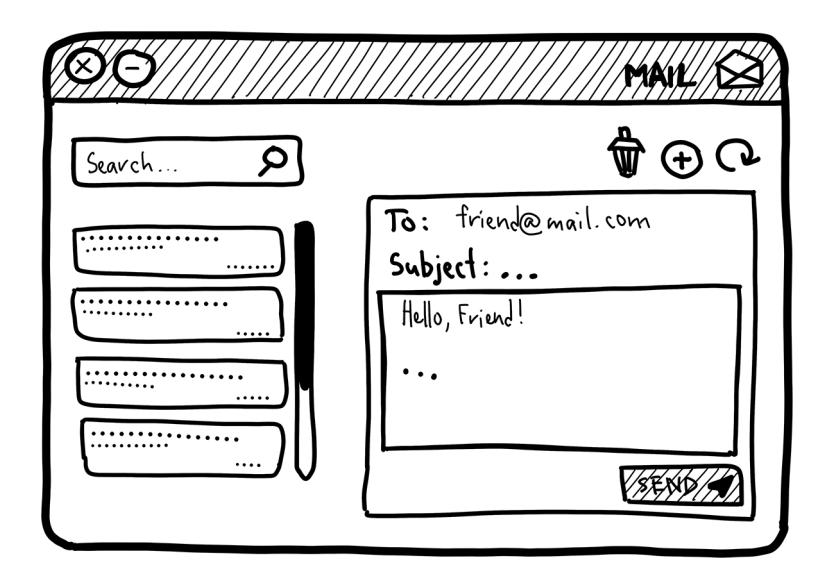 MAIL
Search...
To: friend@mail.com
Subject: ...
Hello, Friend!
...
SEND